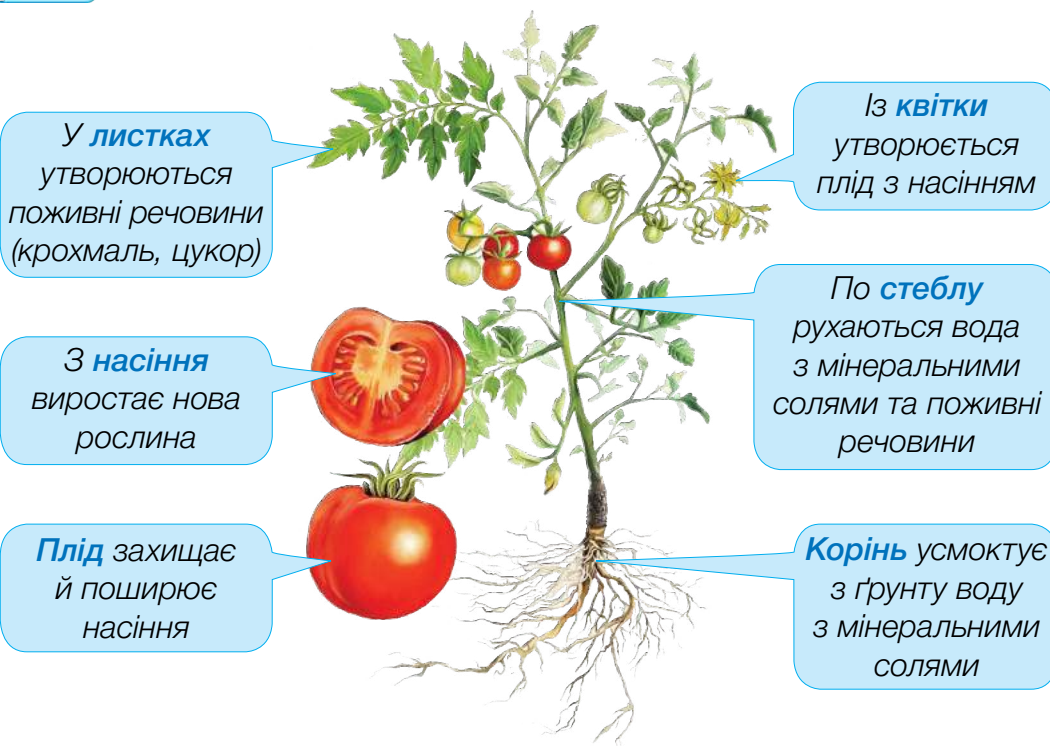 У листках
утворюються
поживні речовини
(крохмаль, цукор)
З насіння
виростає нова
рослина
Плід захищає
й поширює
насіння
Із квітки
утворюється
плід з насінням
По стеблу
рухаються вода
з мінеральними
солями та поживні
речовини
Корінь усмоктує
з ґрунту воду
з мінеральними
солями